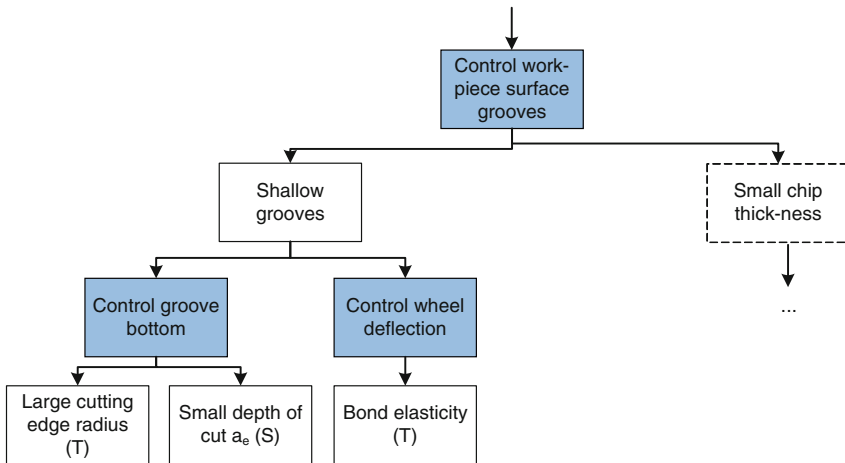 Control work-
piece surface
grooves
Shallow
grooves
Small chip
thick-ness
Control groove
bottom
Control wheel
deflection
...
Large cutting
edge radius
(T)
Small depth of
cut aₑ (S)
Bond elasticity
(T)